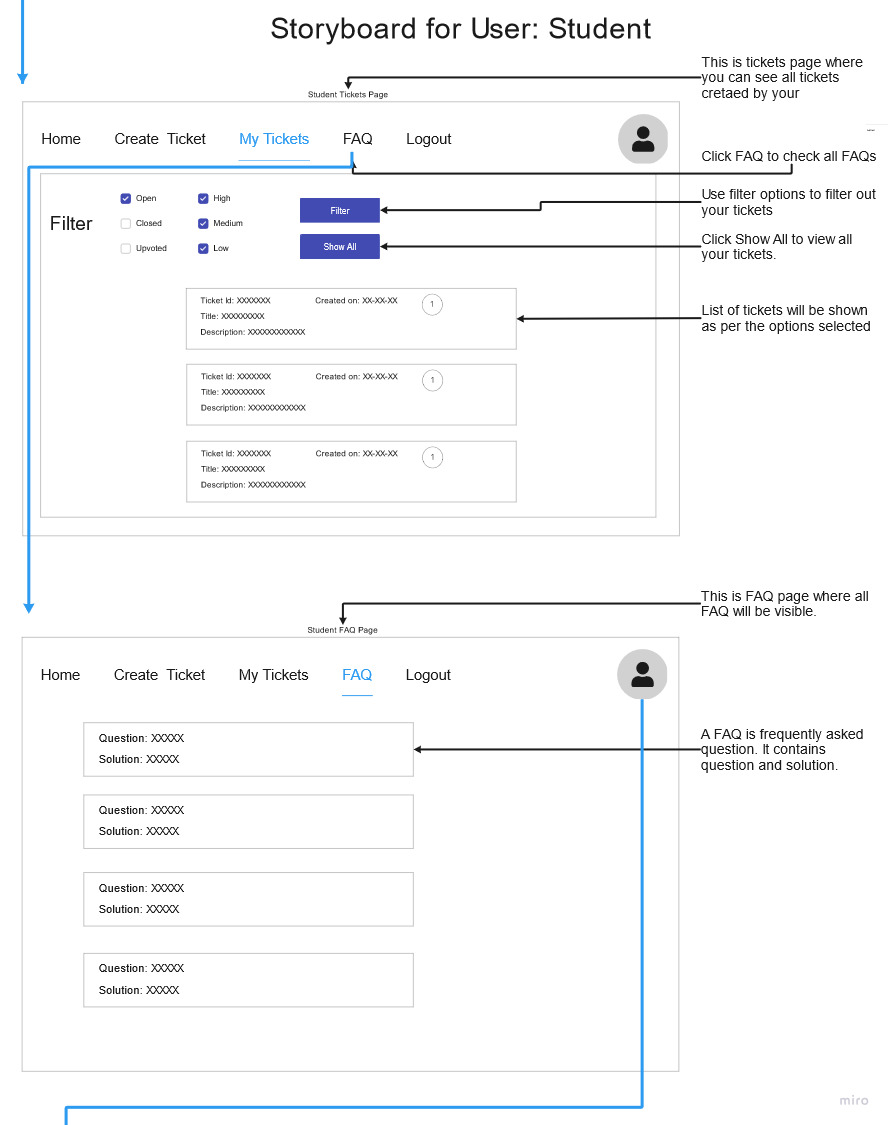 Storyboard for User: Student
This is tickets page where
you can see all tickets
cretaed by your
Student Tickets Page
Home Create Ticket My Tickets FAQ Logout
Click FAQ to check all FAQs
Filter
Open High
Closed Medium
Upvoted Low
Filter
Show All
Use filter options to filter out
your tickets
Click Show All to view all
your tickets.
Ticket Id: XXXXXXX Created on: XX-XX-XX 1
Title: XXXXXXXXX
Description: XXXXXXXXXXXX
List of tickets will be shown
as per the options selected
Ticket Id: XXXXXXX Created on: XX-XX-XX 1
Title: XXXXXXXXX
Description: XXXXXXXXXXXX
Ticket Id: XXXXXXX Created on: XX-XX-XX 1
Title: XXXXXXXXX
Description: XXXXXXXXXXXX
This is FAQ page where all
FAQ will be visible.
Student FAQ Page
Home Create Ticket My Tickets FAQ Logout
Question: XXXXX
Solution: XXXXX
A FAQ is frequently asked
question. It contains
question and solution.
Question: XXXXX
Solution: XXXXX
Question: XXXXX
Solution: XXXXX
Question: XXXXX
Solution: XXXXX
miro